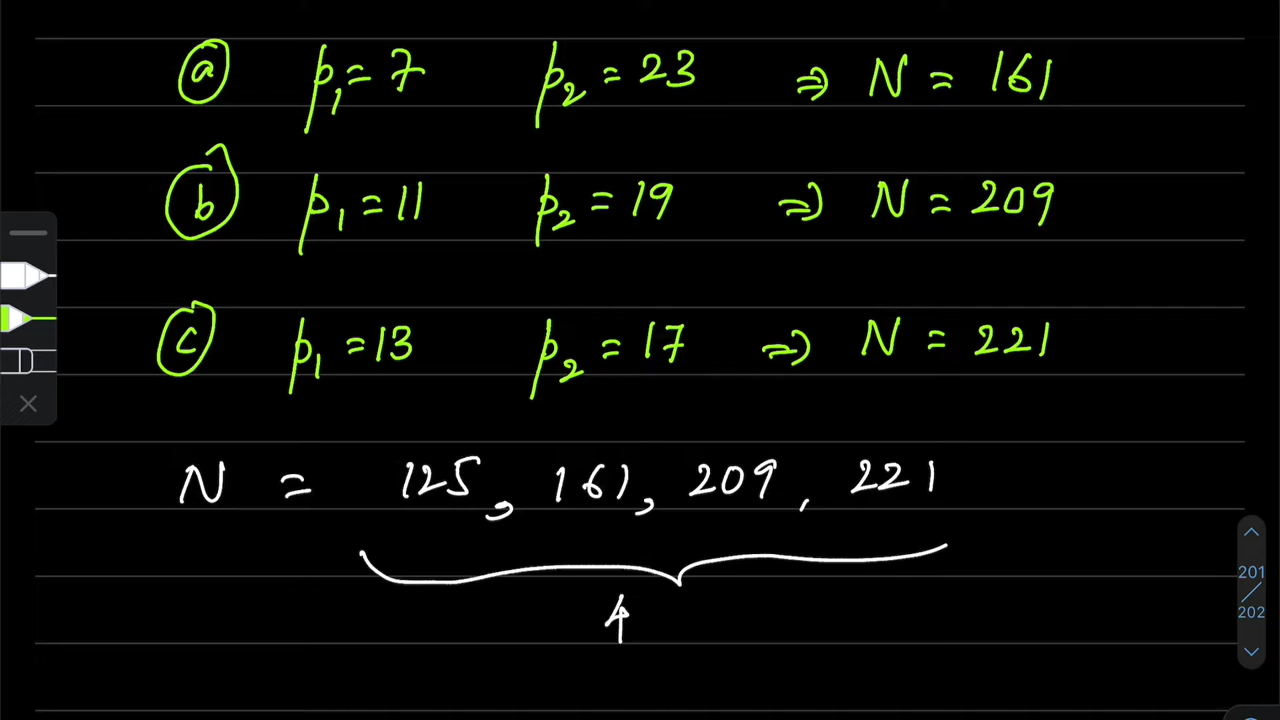 (a) p₁ = 7 p₂ = 23 ⇒ N = 161
(b) p₁ = 11 p₂ = 19 ⇒ N = 209
(c) p₁ = 13 p₂ = 17 ⇒ N = 221
N = 125, 161, 209, 221
4
201
202